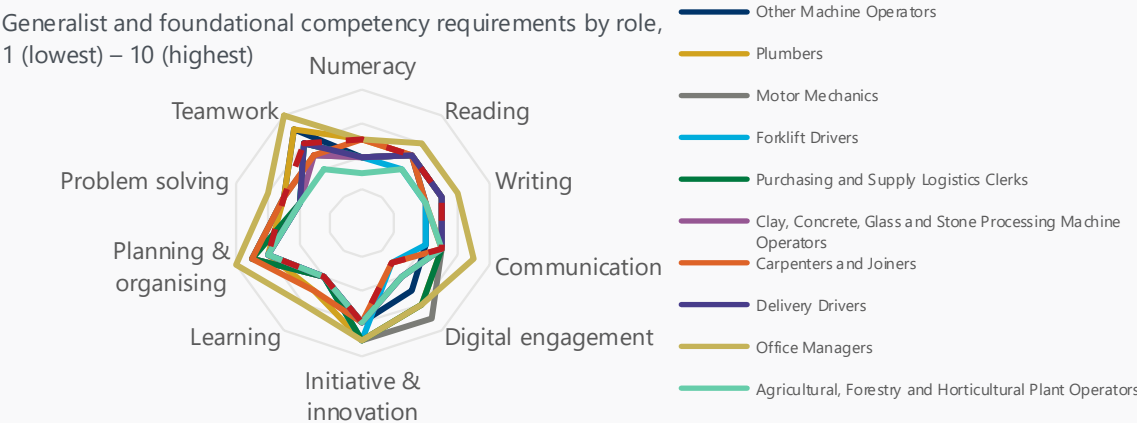 Generalist and foundational competency requirements by role,
1 (lowest) – 10 (highest)
Numeracy
Reading
Writing
Communication
Digital engagement
Initiative &
innovation
Learning
Planning &
organising
Problem solving
Teamwork
Other Machine Operators
Plumbers
Motor Mechanics
Forklift Drivers
Purchasing and Supply Logistics Clerks
Clay, Concrete, Glass and Stone Processing Machine
Operators
Carpenters and Joiners
Delivery Drivers
Office Managers
Agricultural, Forestry and Horticultural Plant Operators